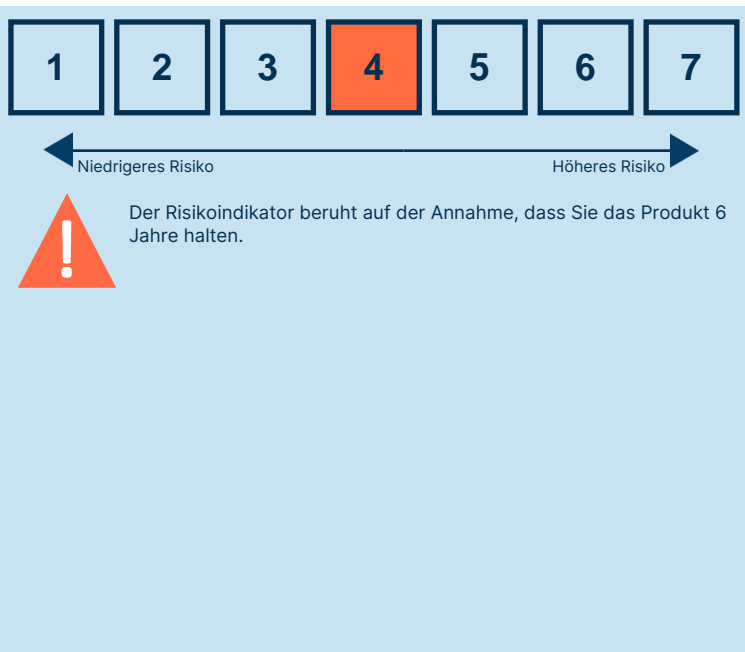 1 2 3 4 5 6 7
Niedrigeres Risiko Höheres Risiko
Der Risikoindikator beruht auf der Annahme, dass Sie das Produkt 6
Jahre halten.